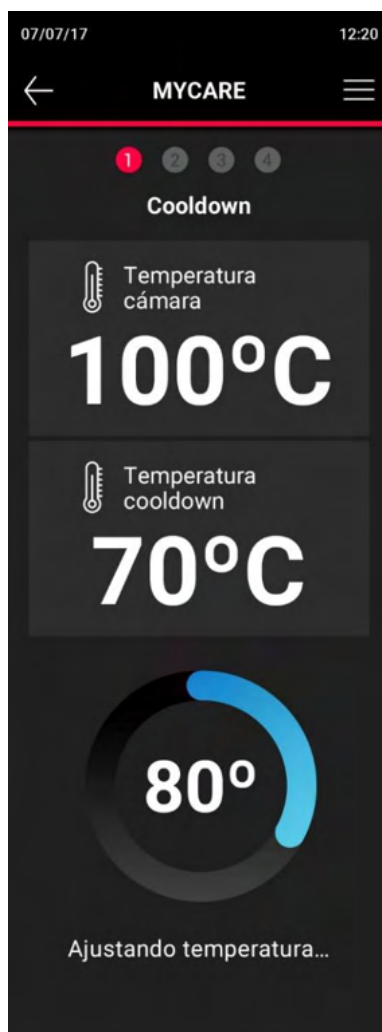 07/07/17 12:20
MYCARE
1 2 3 4
Cooldown
Temperatura
cámara
100ºC
Temperatura
cooldown
70ºC
80º
Ajustando temperatura...